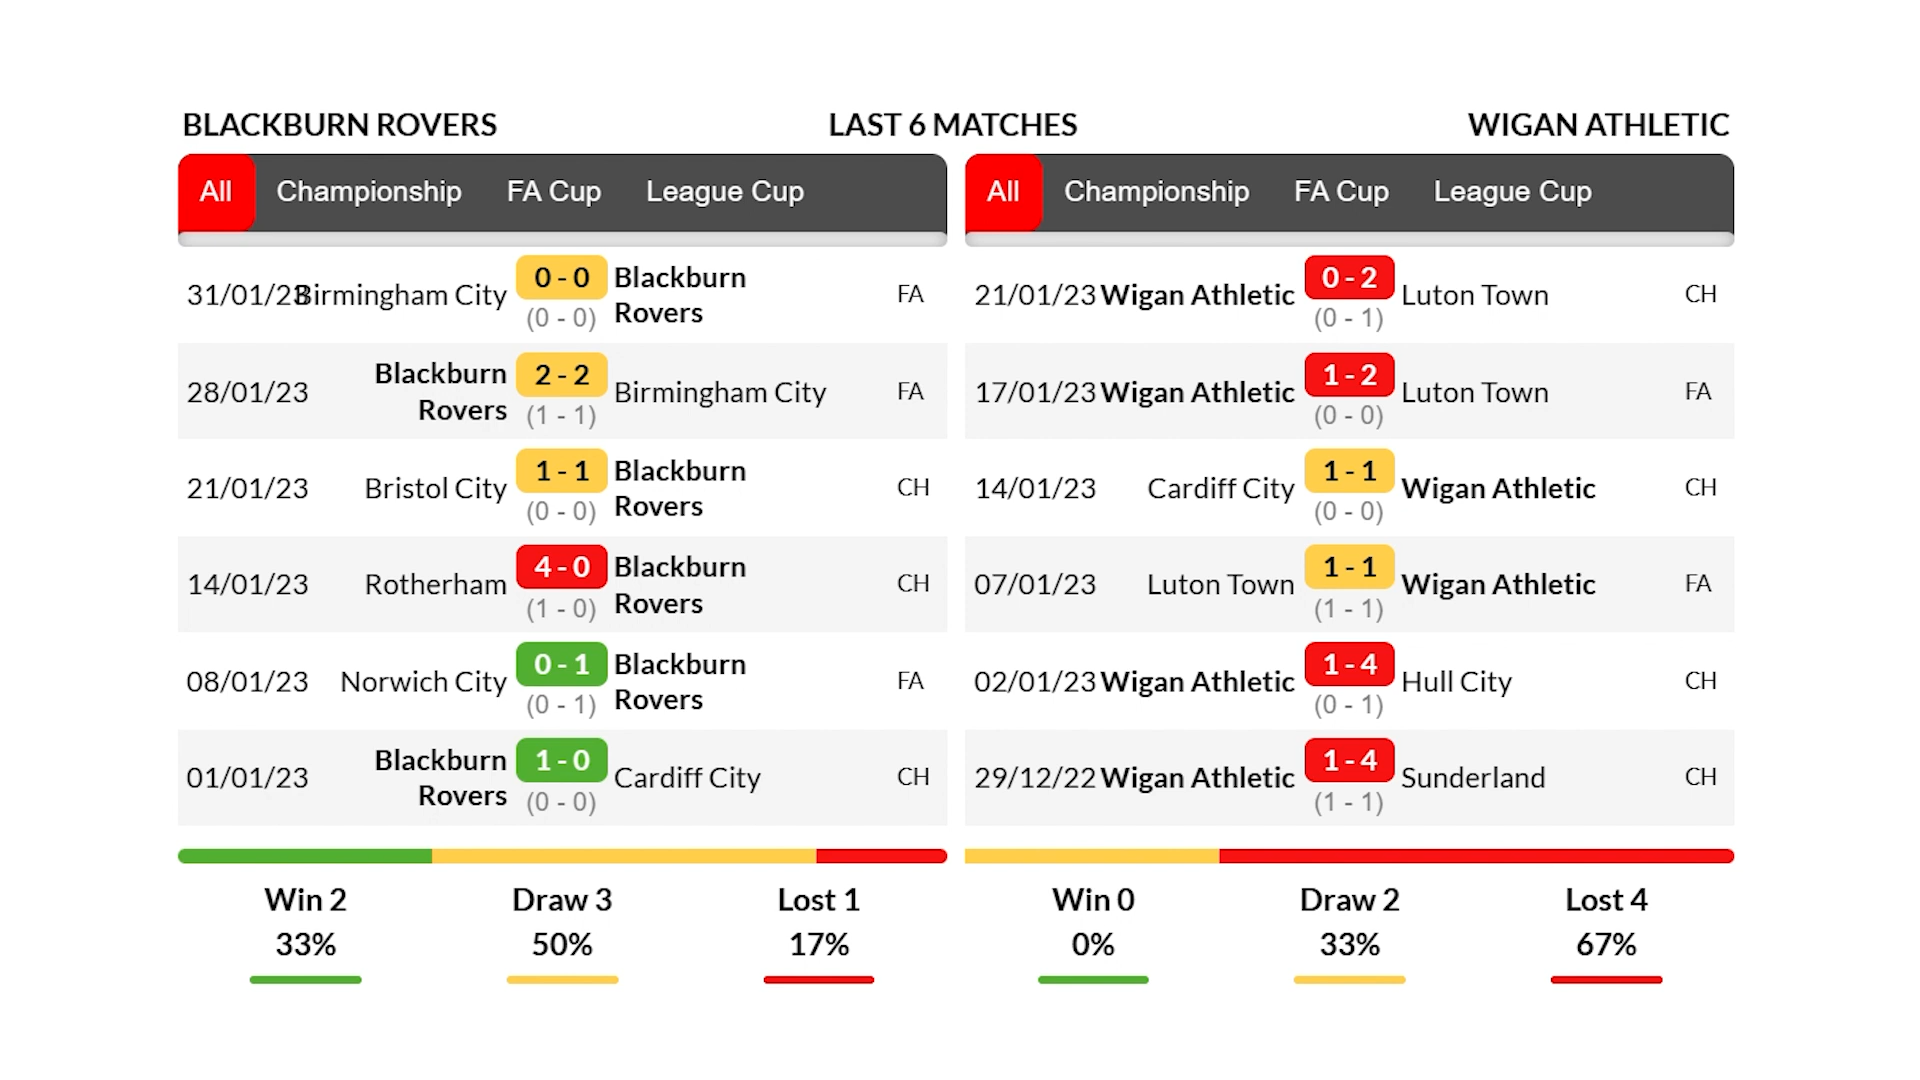 BLACKBURN ROVERS LAST 6 MATCHES WIGAN ATHLETIC
All Championship FA Cup League Cup
31/01/23 Birmingham City 0 - 0 Blackburn Rovers FA
(0 - 0)
28/01/23 Blackburn Rovers 2 - 2 Birmingham City FA
(1 - 1)
21/01/23 Bristol City 1 - 1 Blackburn Rovers CH
(0 - 0)
14/01/23 Rotherham 4 - 0 Blackburn Rovers CH
(1 - 0)
08/01/23 Norwich City 0 - 1 Blackburn Rovers FA
(0 - 1)
01/01/23 Blackburn Rovers 1 - 0 Cardiff City CH
(0 - 0)
Win 2 Draw 3 Lost 1
33% 50% 17%
All Championship FA Cup League Cup
21/01/23 Wigan Athletic 0 - 2 Luton Town CH
(0 - 1)
17/01/23 Wigan Athletic 1 - 2 Luton Town FA
(0 - 0)
14/01/23 Cardiff City 1 - 1 Wigan Athletic CH
(0 - 0)
07/01/23 Luton Town 1 - 1 Wigan Athletic FA
(1 - 1)
02/01/23 Wigan Athletic 1 - 4 Hull City CH
(0 - 1)
29/12/22 Wigan Athletic 1 - 4 Sunderland CH
(1 - 1)
Win 0 Draw 2 Lost 4
0% 33% 67%